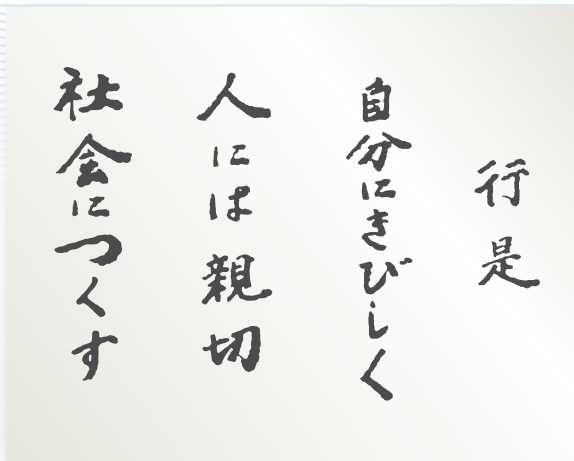 行是
自分にきびしく
人には親切
社会につくす